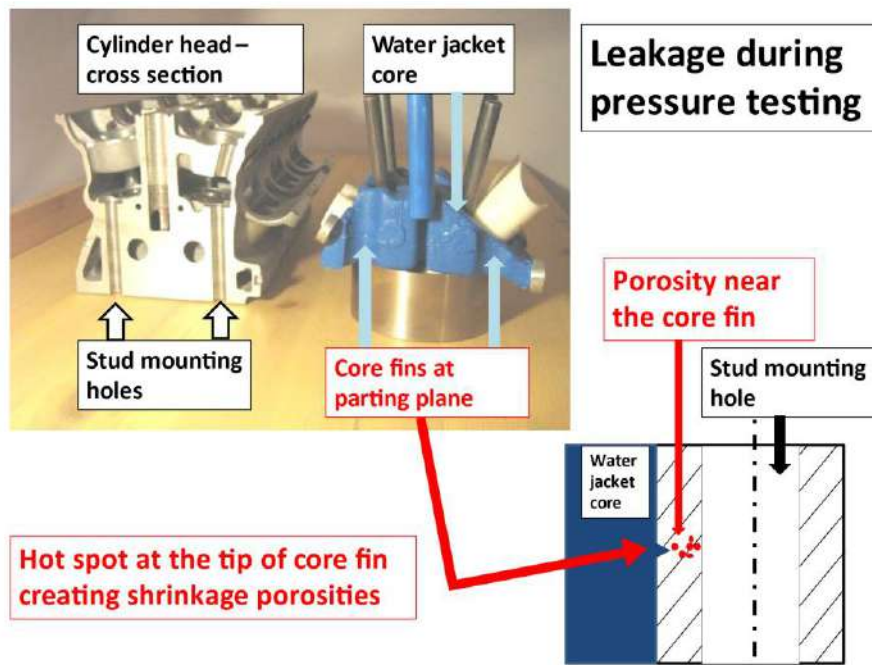 Cylinder head –
cross section
Water jacket
core
Leakage during
pressure testing
Stud mounting
holes
Core fins at
parting plane
Porosity near
the core fin
Stud mounting
hole
Water
jacket
core
Hot spot at the tip of core fin
creating shrinkage porosities